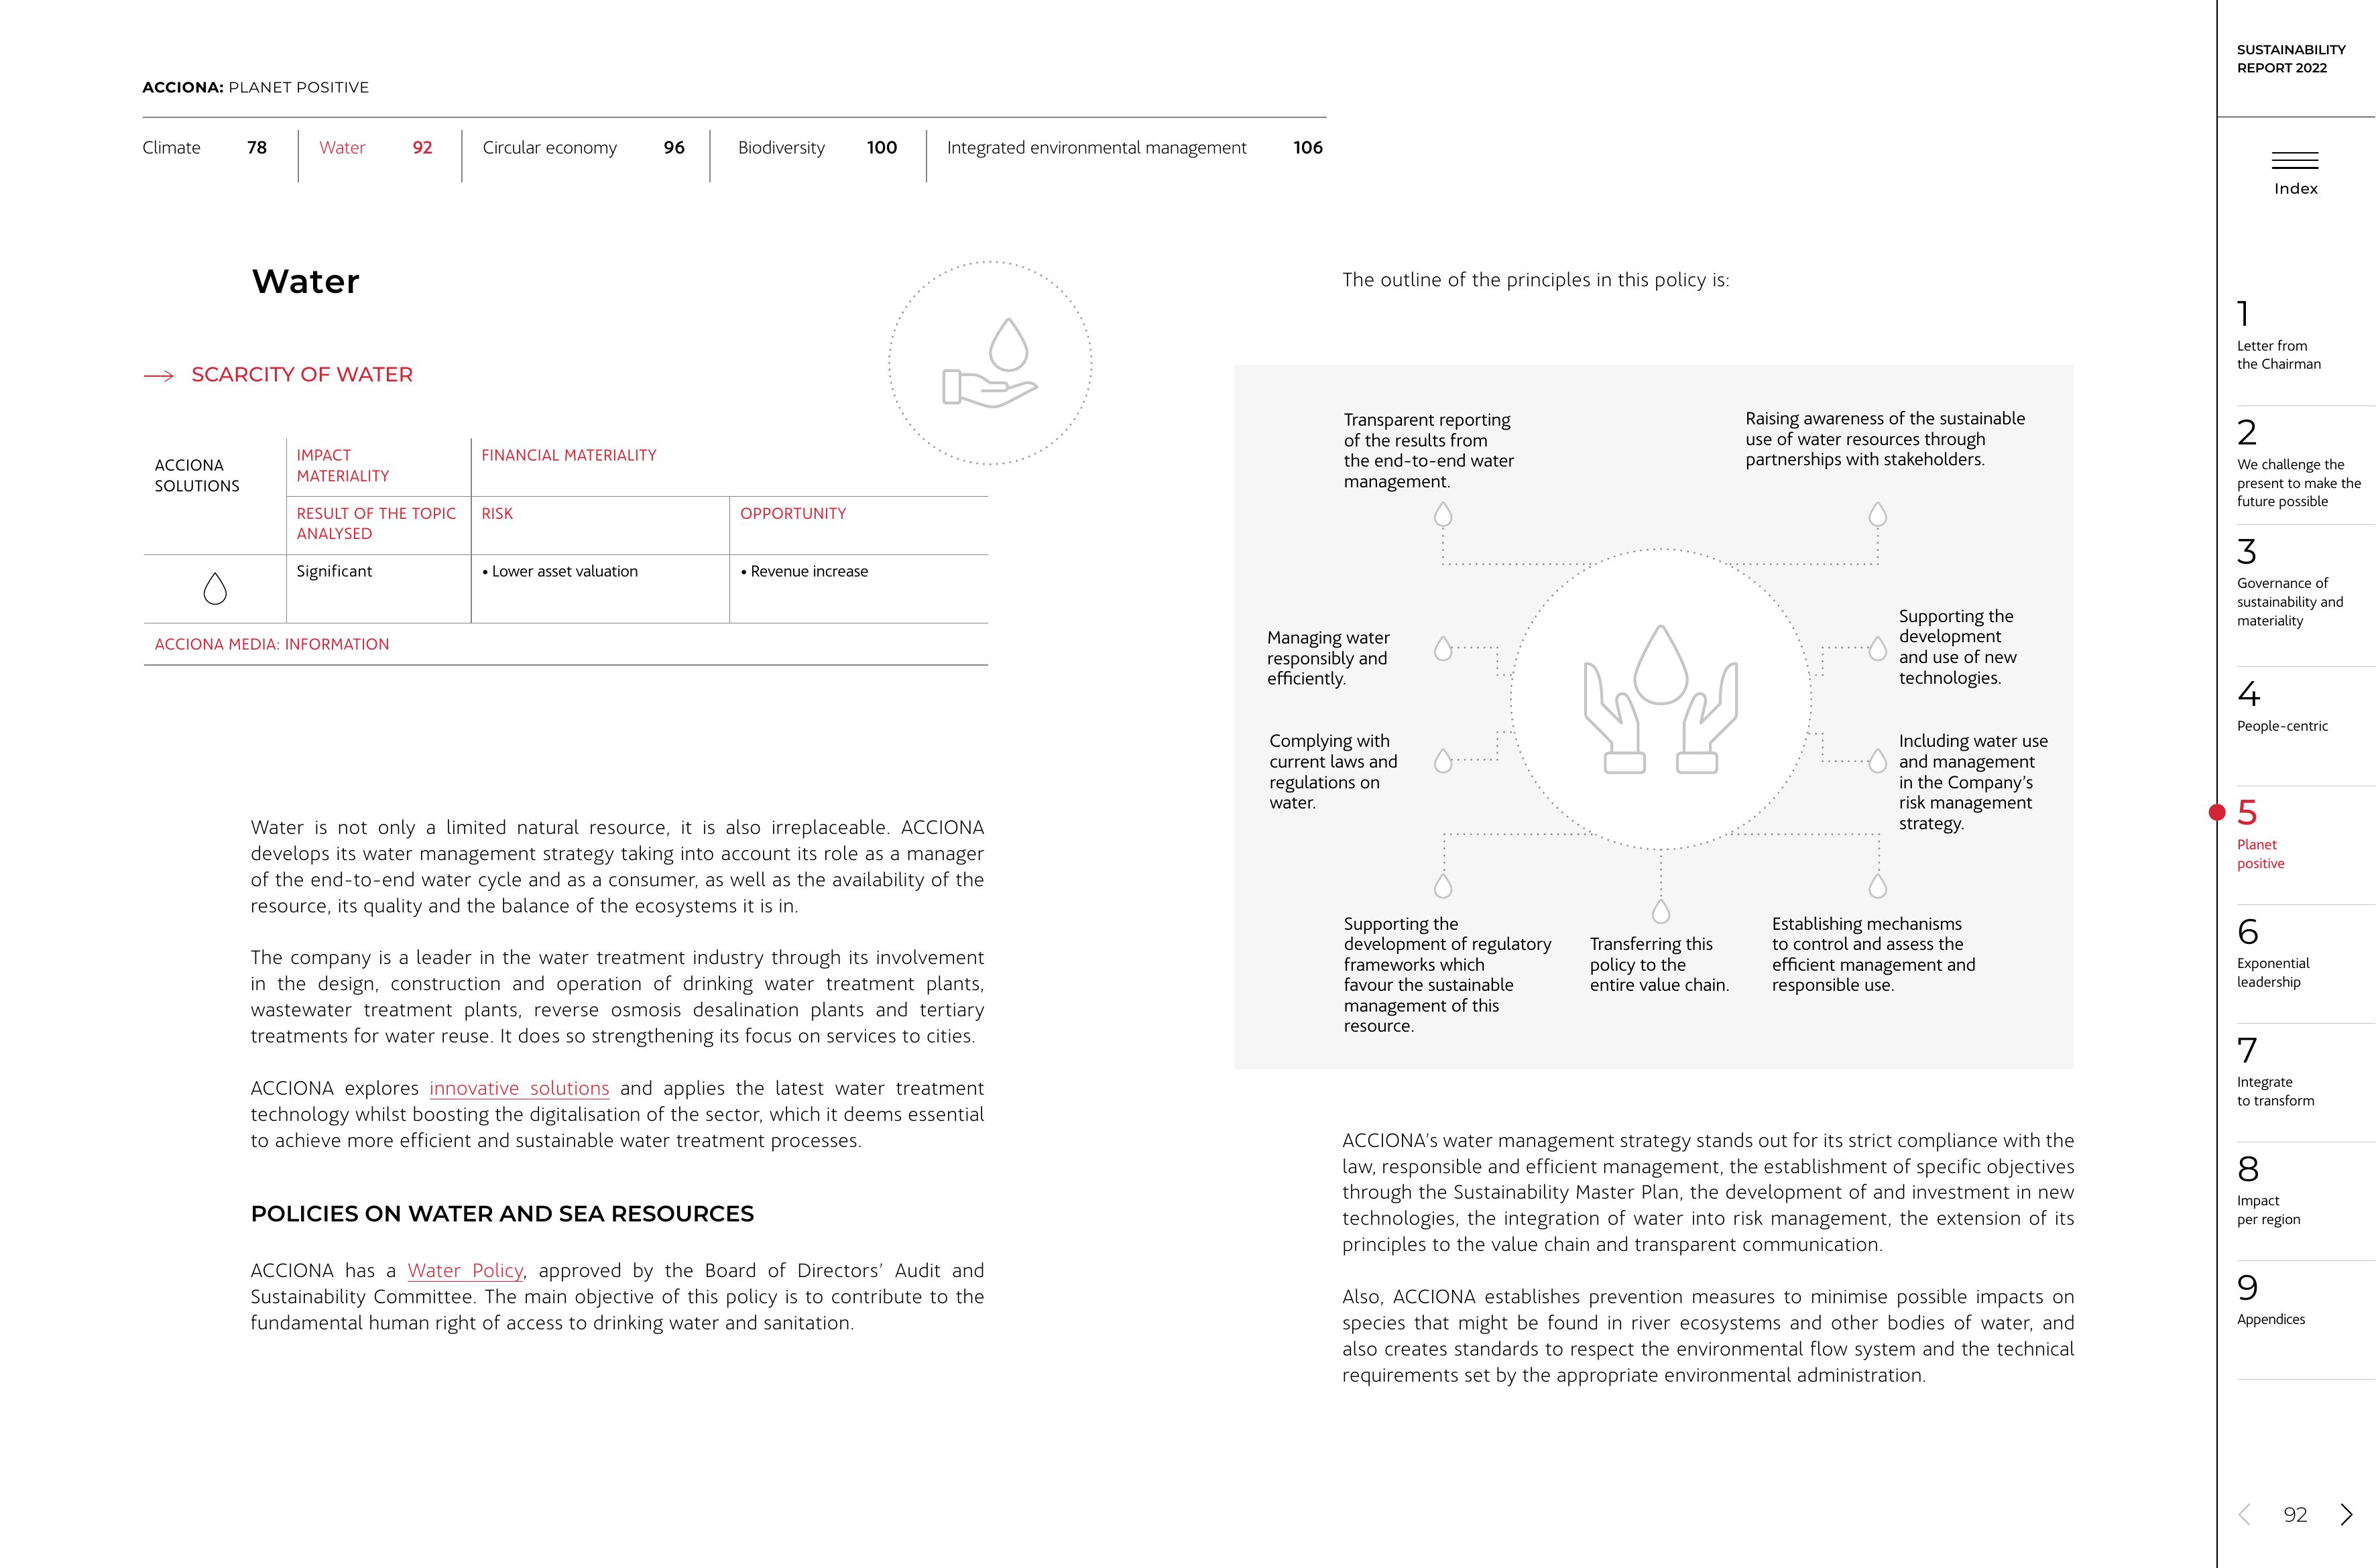 ACCIONA: PLANET POSITIVE
Climate 78
Water 92
Circular economy 96
Biodiversity 100
Integrated environmental management 106
Water
SCARCITY OF WATER
ACCIONA
SOLUTIONS
IMPACT
MATERIALITY
FINANCIAL MATERIALITY
RESULT OF THE TOPIC
ANALYSED
RISK
OPPORTUNITY
Significant
• Lower asset valuation
• Revenue increase
ACCIONA MEDIA: INFORMATION
Water is not only a limited natural resource, it is also irreplaceable. ACCIONA
develops its water management strategy taking into account its role as a manager
of the end-to-end water cycle and as a consumer, as well as the availability of the
resource, its quality and the balance of the ecosystems it is in.
The company is a leader in the water treatment industry through its involvement
in the design, construction and operation of drinking water treatment plants,
wastewater treatment plants, reverse osmosis desalination plants and tertiary
treatments for water reuse. It does so strengthening its focus on services to cities.
ACCIONA explores innovative solutions and applies the latest water treatment
technology whilst boosting the digitalisation of the sector, which it deems essential
to achieve more efficient and sustainable water treatment processes.
POLICIES ON WATER AND SEA RESOURCES
ACCIONA has a Water Policy, approved by the Board of Directors’ Audit and
Sustainability Committee. The main objective of this policy is to contribute to the
fundamental human right of access to drinking water and sanitation.
The outline of the principles in this policy is:
Transparent reporting
of the results from
the end-to-end water
management.
Raising awareness of the sustainable
use of water resources through
partnerships with stakeholders.
Managing water
responsibly and
efficiently.
Supporting the
development
and use of new
technologies.
Complying with
current laws and
regulations on
water.
Including water use
and management
in the Company’s
risk management
strategy.
Supporting the
development of regulatory
frameworks which
favour the sustainable
management of this
resource.
Transferring this
policy to the
entire value chain.
Establishing mechanisms
to control and assess the
efficient management and
responsible use.
ACCIONA’s water management strategy stands out for its strict compliance with the
law, responsible and efficient management, the establishment of specific objectives
through the Sustainability Master Plan, the development of and investment in new
technologies, the integration of water into risk management, the extension of its
principles to the value chain and transparent communication.
Also, ACCIONA establishes prevention measures to minimise possible impacts on
species that might be found in river ecosystems and other bodies of water, and
also creates standards to respect the environmental flow system and the technical
requirements set by the appropriate environmental administration.
SUSTAINABILITY
REPORT 2022
Index
1
Letter from
the Chairman
2
We challenge the
present to make the
future possible
3
Governance of
sustainability and
materiality
4
People-centric
5
Planet
positive
6
Exponential
leadership
7
Integrate
to transform
8
Impact
per region
9
Appendices
92